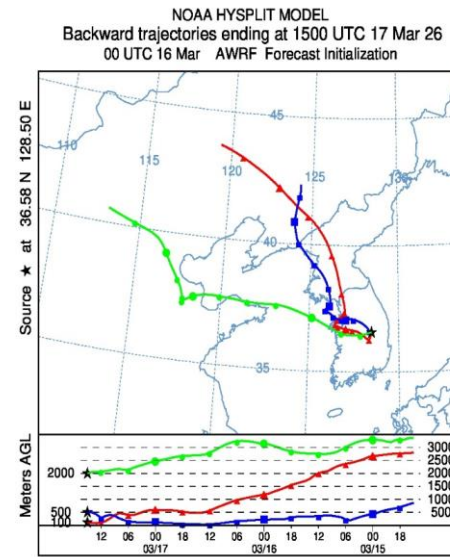 NOAA HYSPLIT MODEL
Backward trajectories ending at 1500 UTC 17 Mar 26
00 UTC 16 Mar AWRF Forecast Initialization
Source ★ at 36.58 N 128.50 E
110
115
120
125
45
40
35
Meters AGL
2000
500
100
3000
2500
2000
1500
1000
500
12 06 00 18 12 06 00 18 12 06 00 18
03/17 03/16 03/15